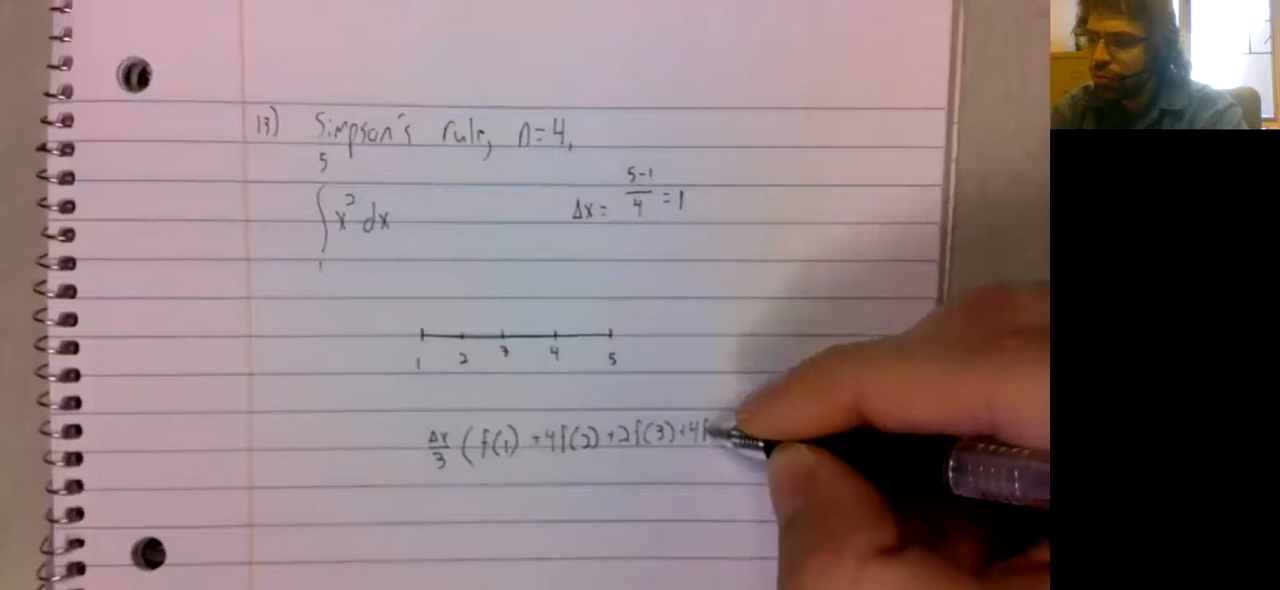 13) Simpson's rule, n=4,
5
∫ x² dx
1
Δx = 5-1/4 = 1
1 2 3 4 5
Δx/3 (f(1) +4f(2) +2f(3)+4f